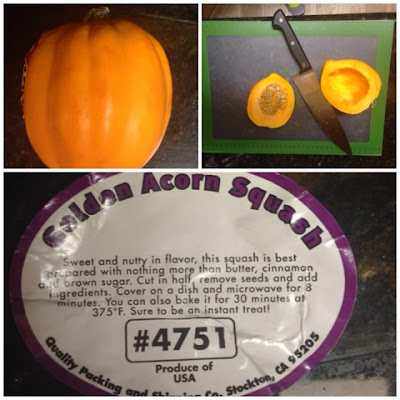 Golden Acorn Squash
Sweet and nutty in flavor, this squash is best
prepared with nothing more than butter, cinnamon
and brown sugar. Cut in half, remove seeds and add
ingredients. Cover on a dish and microwave for 8
minutes. You can also bake it for 30 minutes at
375°F. Sure to be an instant treat!
#4751
Produce of
USA
Quality Packing and Shipping Co. Stockton, CA 95205